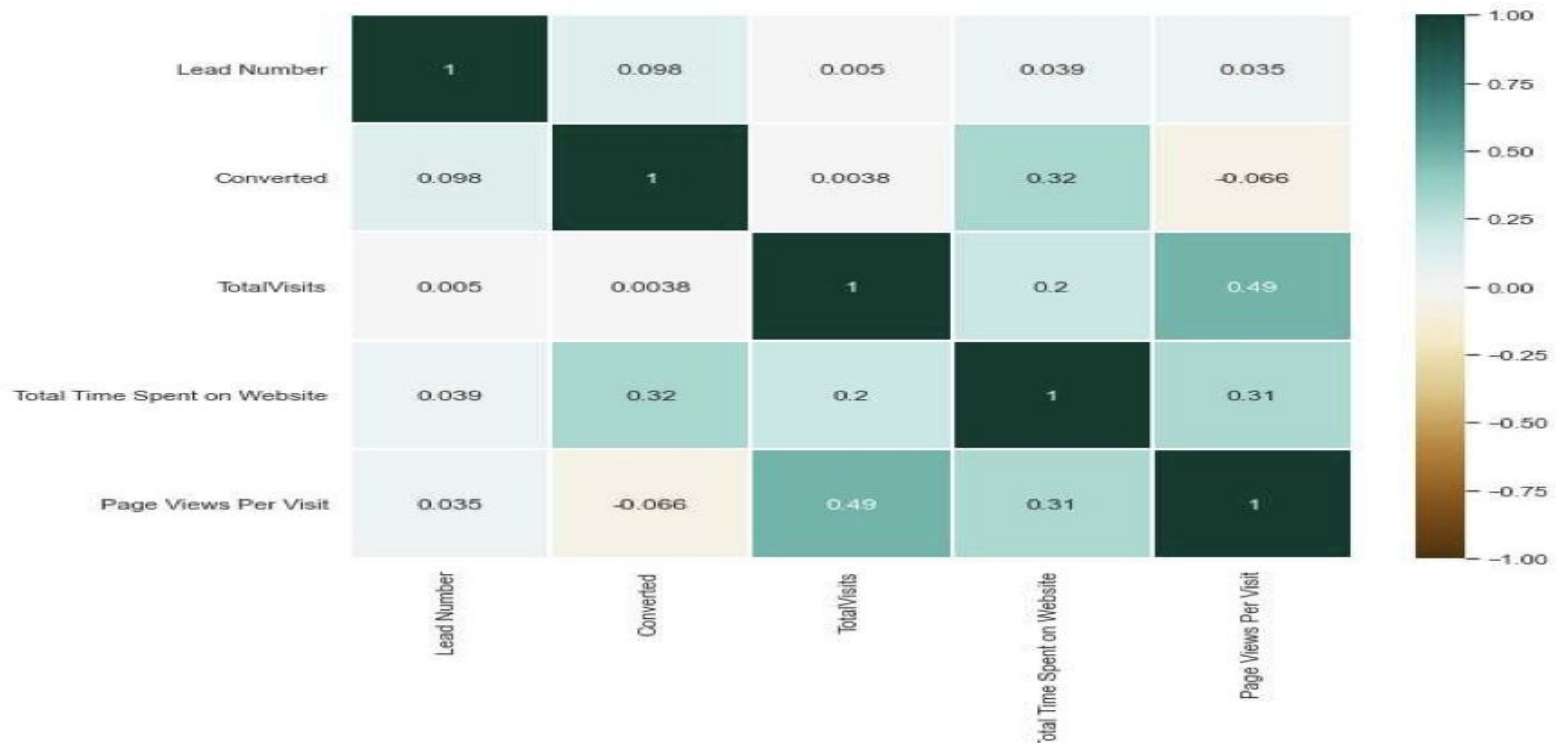 Lead Number 1 0.098 0.005 0.039 0.035
Converted 0.098 1 0.0038 0.32 -0.066
TotalVisits 0.005 0.0038 1 0.2 0.49
Total Time Spent on Website 0.039 0.32 0.2 1 0.31
Page Views Per Visit 0.035 -0.066 0.49 0.31 1
Lead Number
Converted
TotalVisits
Total Time Spent on Website
Page Views Per Visit
1.00
0.75
0.50
0.25
0.00
−0.25
−0.50
−0.75
−1.00